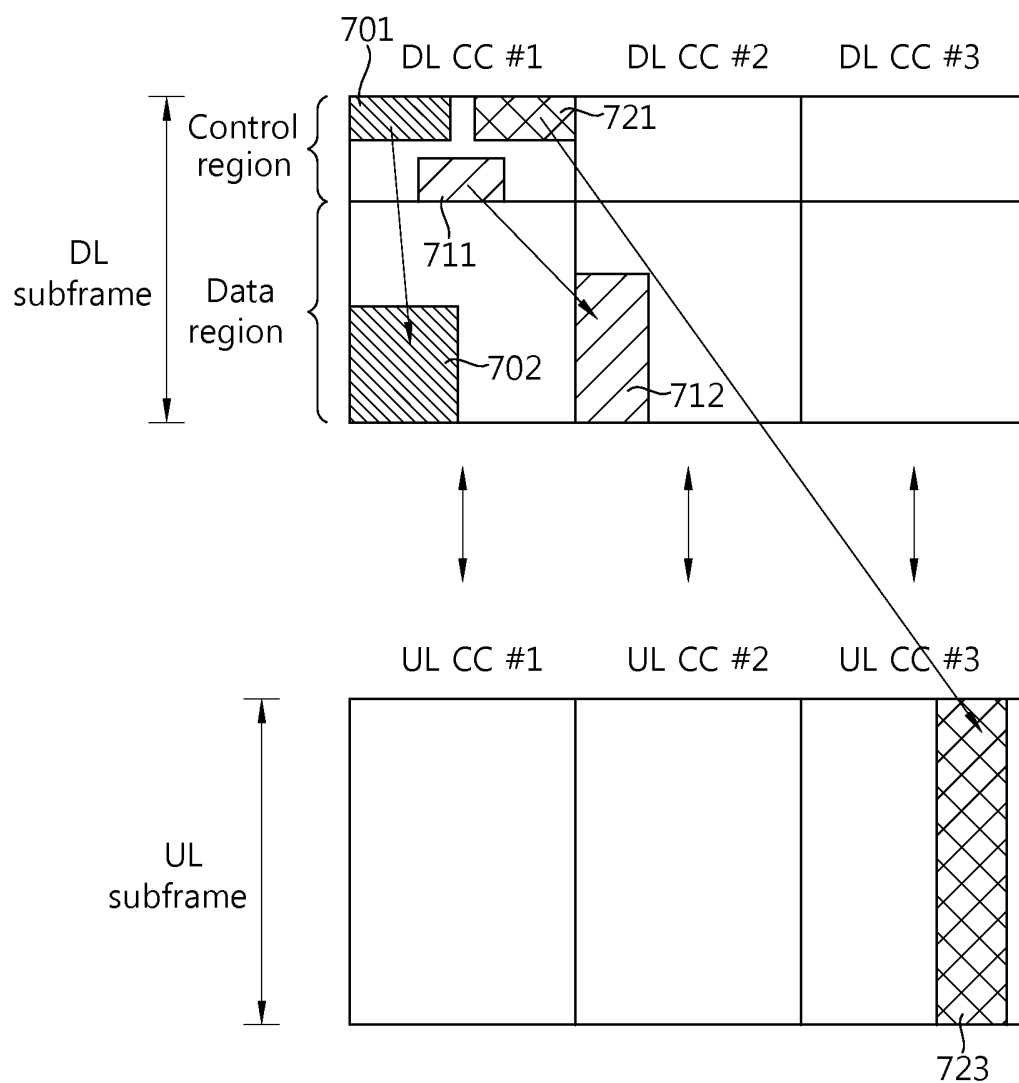 701
DL CC #1
DL CC #2
DL CC #3
Control
region
721
711
DL
subframe
Data
region
702
712
UL CC #1
UL CC #2
UL CC #3
UL
subframe
723